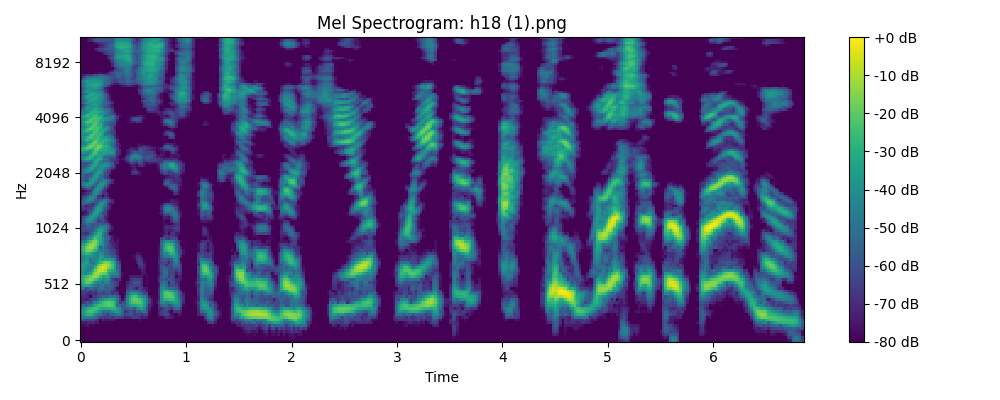 Mel Spectrogram: h18 (1).png
8192
4096
2048
1024
512
0
Hz
0 1 2 3 4 5 6
Time
+0 dB
-10 dB
-20 dB
-30 dB
-40 dB
-50 dB
-60 dB
-70 dB
-80 dB